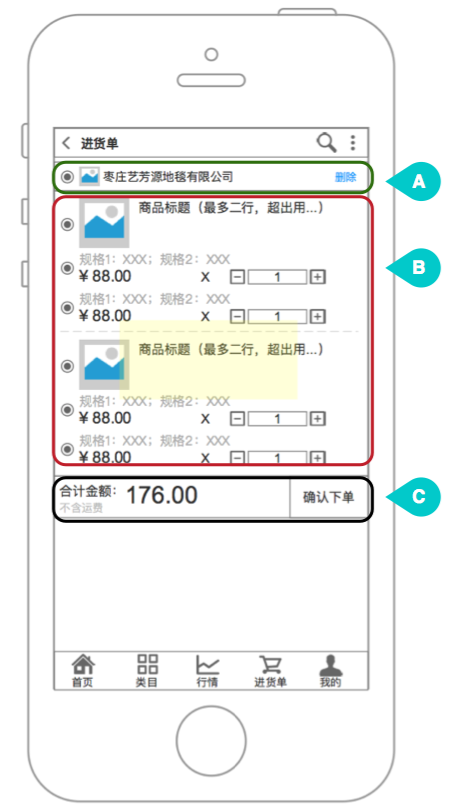 进货单
枣庄艺芳源地毯有限公司 删除
A
商品标题（最多二行，超出用...）
规格1：XXX；规格2：XXX
¥ 88.00 X 1
B
规格1：XXX；规格2：XXX
¥ 88.00 X 1
商品标题（最多二行，超出用...）
规格1：XXX；规格2：XXX
¥ 88.00 X 1
规格1：XXX；规格2：XXX
¥ 88.00 X 1
合计金额：176.00 确认下单
不含运费
C
首页 类目 行情 进货单 我的